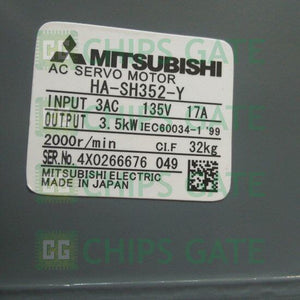 CHIPS GATE
MITSUBISHI
AC SERVO MOTOR
HA-SH352-Y
INPUT 3AC 135V 17A
OUTPUT 3.5kW IEC60034-1 '99
2000r/min CI.F 32kg
SER.No.4X0266676 049
MITSUBISHI ELECTRIC
MADE IN JAPAN
CG CHIPS GATE